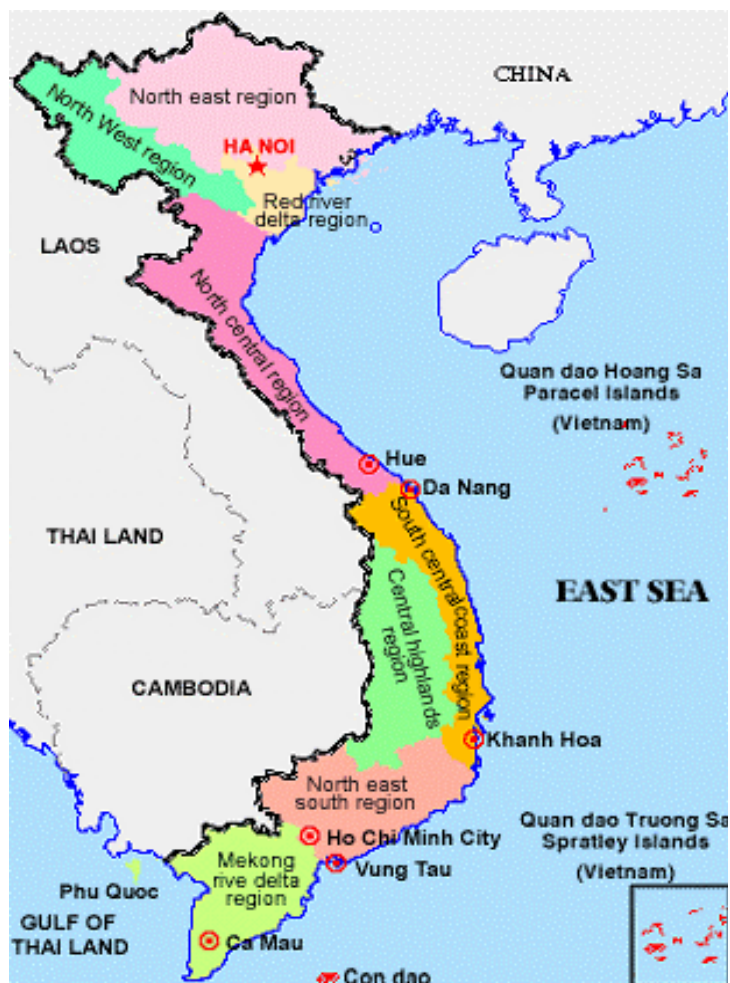 CHINA
North east region
North West region
HA NOI
Red river
delta region
LAOS
North central region
Quan dao Hoang Sa
Paracel Islands
(Vietnam)
Hue
Da Nang
South central coast region
THAI LAND
EAST SEA
Central highlands
region
CAMBODIA
Khanh Hoa
North east
south region
Quan dao Truong Sa
Spratley Islands
(Vietnam)
Ho Chi Minh City
Mekong
rive delta
region
Vung Tau
Phu Quoc
GULF OF
THAI LAND
Ca Mau
Con dao